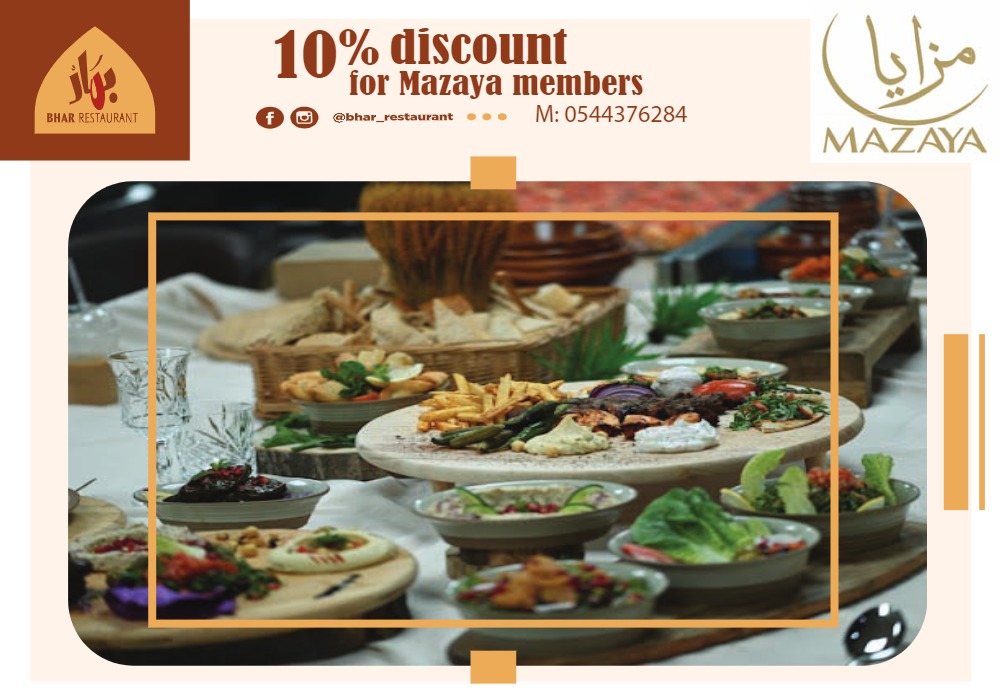 بهار
BHAR RESTAURANT
10% discount
for Mazaya members
@bhar_restaurant
M: 0544376284
مزايا
MAZAYA